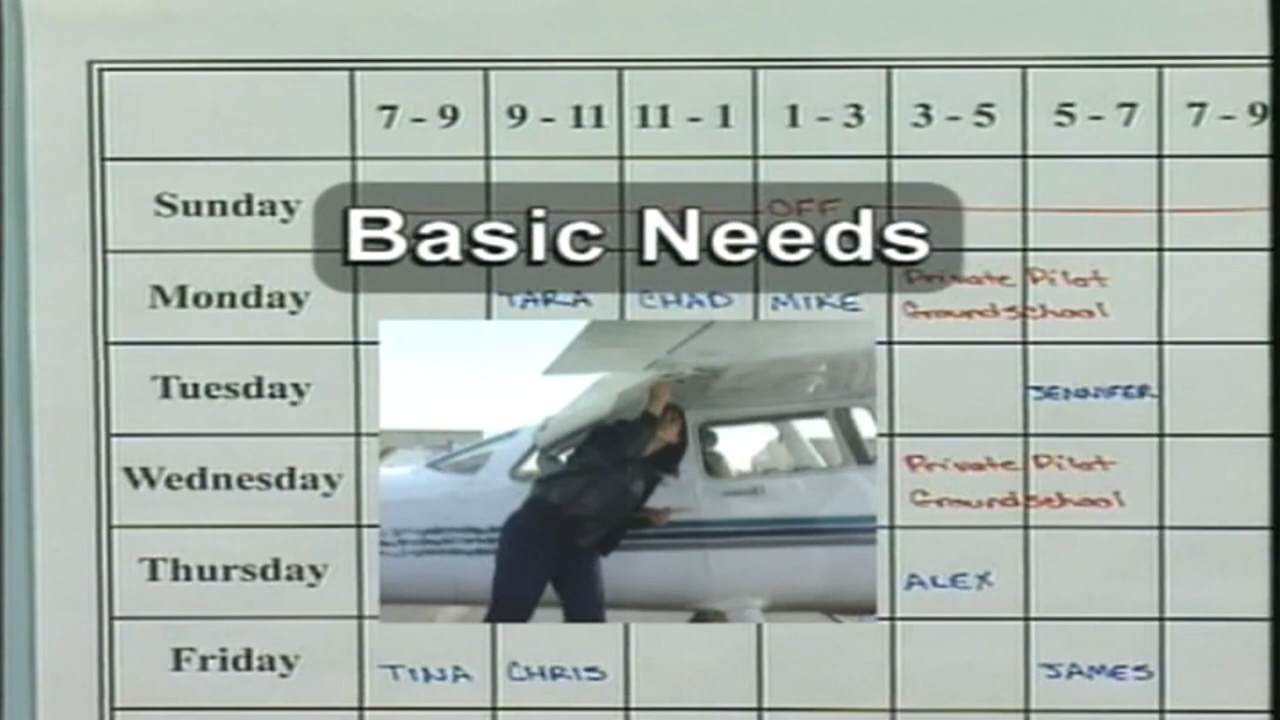 7 - 9 9 - 11 11 - 1 1 - 3 3 - 5 5 - 7 7 - 9
Sunday OFF
Basic Needs
Monday TARA CHAD MIKE Private Pilot
Groundschool
Tuesday JENNIFER
Wednesday Private Pilot
Groundschool
Thursday ALEX
Friday TINA CHRIS JAMES